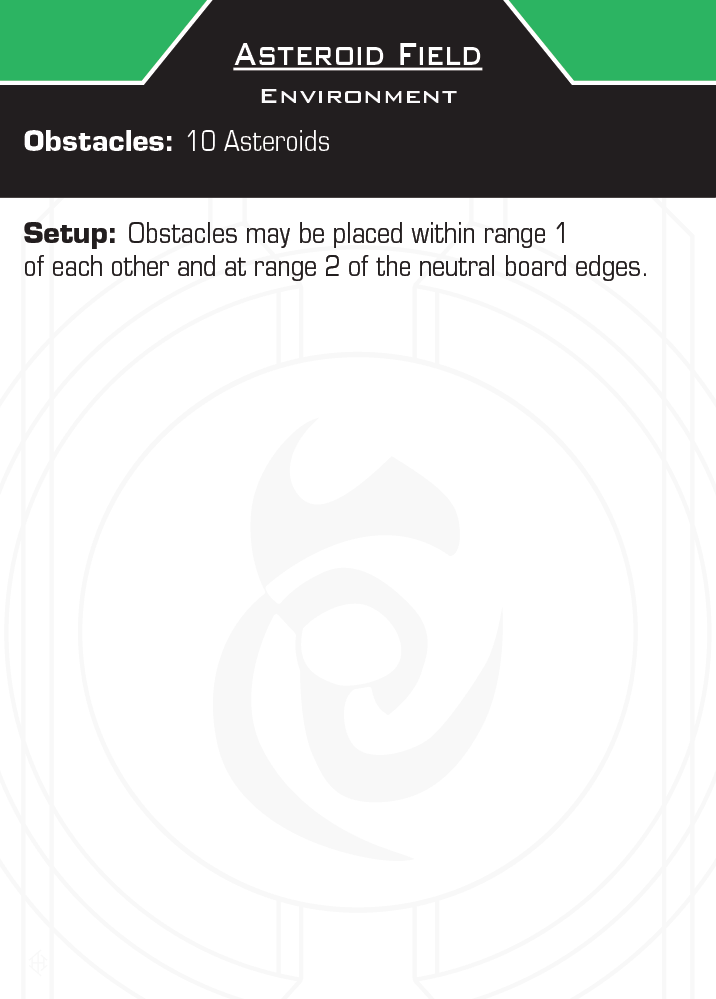 Asteroid Field
Environment
Obstacles: 10 Asteroids
Setup: Obstacles may be placed within range 1
of each other and at range 2 of the neutral board edges.